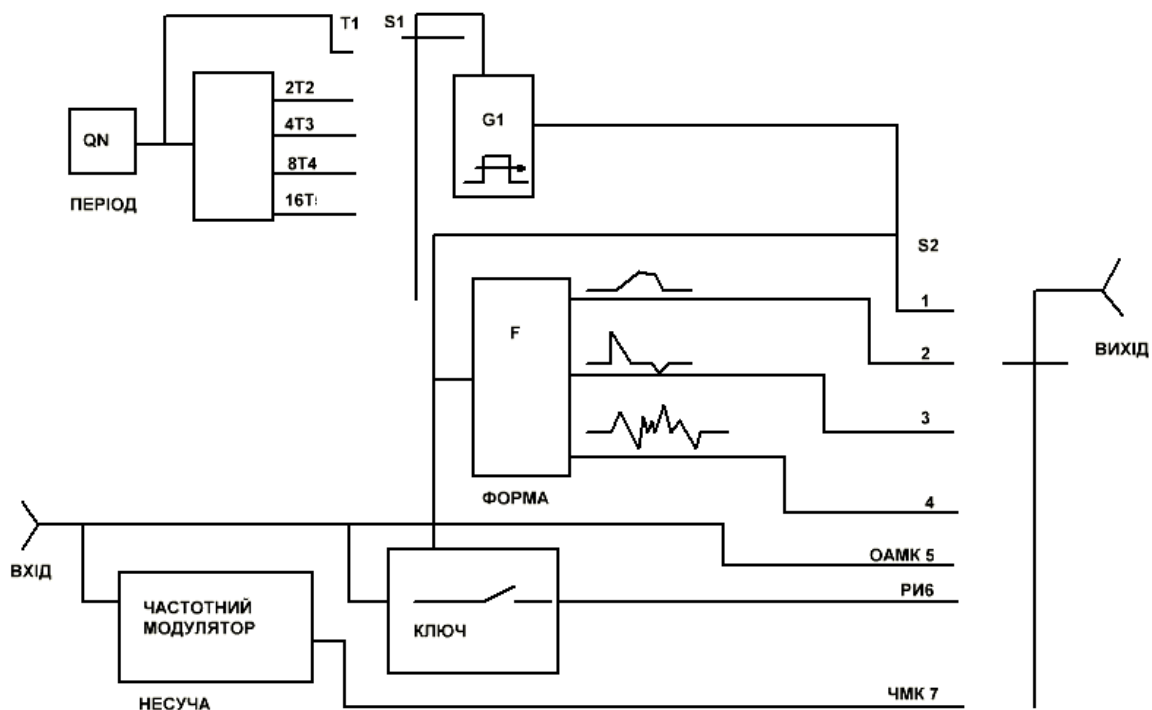 T1
S1
2T2
4T3
8T4
16T
QN
ПЕРІОД
G1
S2
1
F
2
ВИХІД
3
ФОРМА
4
ВХІД
ОАМК 5
РИ6
ЧАСТОТНИЙ
МОДУЛЯТОР
КЛЮЧ
НЕСУЧА
ЧМК 7